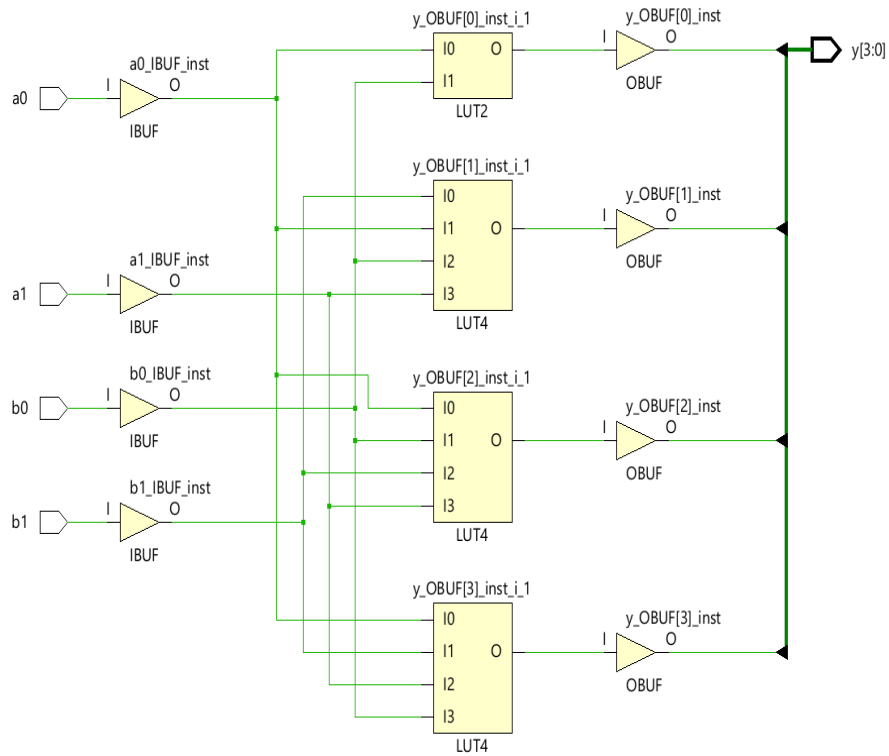 y_OBUF[0]_inst_i_1
y_OBUF[0]_inst
a0_IBUF_inst
I0
O
I
O
y[3:0]
I O
I1
OBUF
a0
IBUF
LUT2
y_OBUF[1]_inst_i_1
y_OBUF[1]_inst
I0
I
O
I1
O
a1_IBUF_inst
I2
OBUF
I O
a1
I3
IBUF
LUT4
b0_IBUF_inst
y_OBUF[2]_inst_i_1
I O
y_OBUF[2]_inst
b0
I0
I
O
IBUF
I1
O
b1_IBUF_inst
I2
OBUF
I O
I3
b1
LUT4
IBUF
y_OBUF[3]_inst_i_1
y_OBUF[3]_inst
I0
I
O
I1
O
I2
OBUF
I3
LUT4